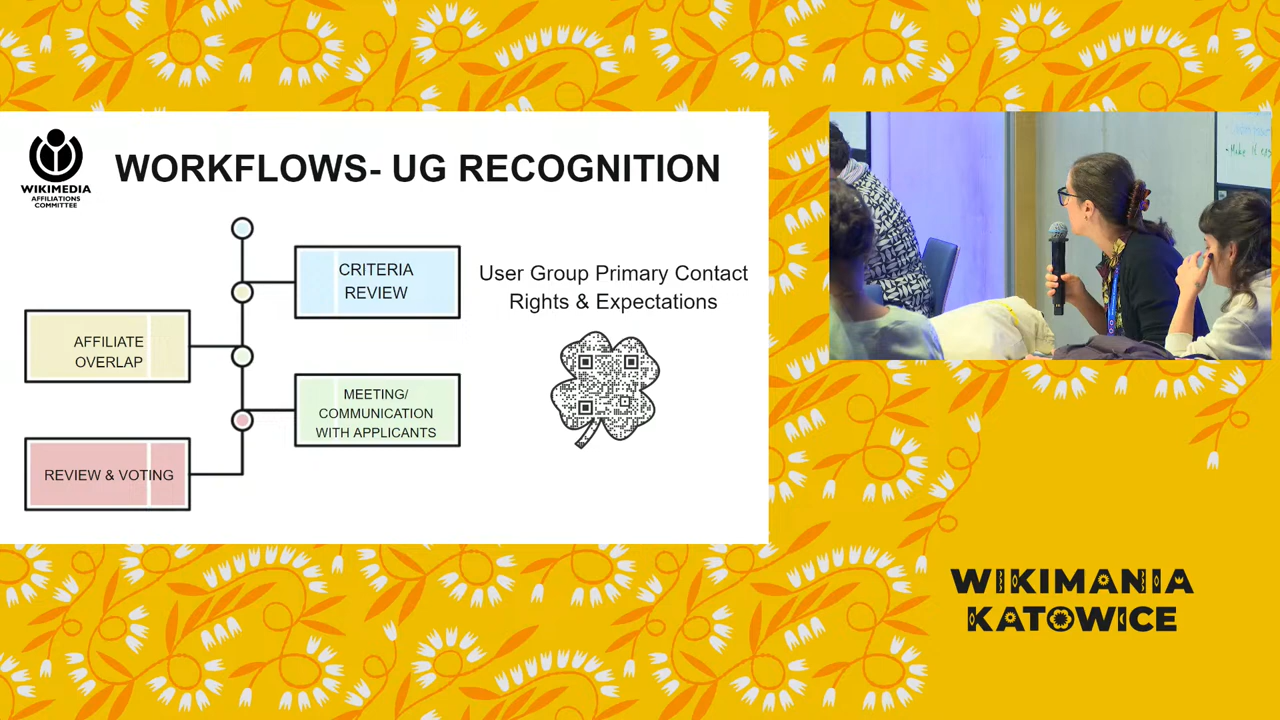 WIKIMEDIA
AFFILIATIONS
COMMITTEE
WORKFLOWS- UG RECOGNITION
CRITERIA
REVIEW
AFFILIATE
OVERLAP
MEETING/
COMMUNICATION
WITH APPLICANTS
REVIEW & VOTING
User Group Primary Contact
Rights & Expectations
WIKIMANIA
KATOWICE